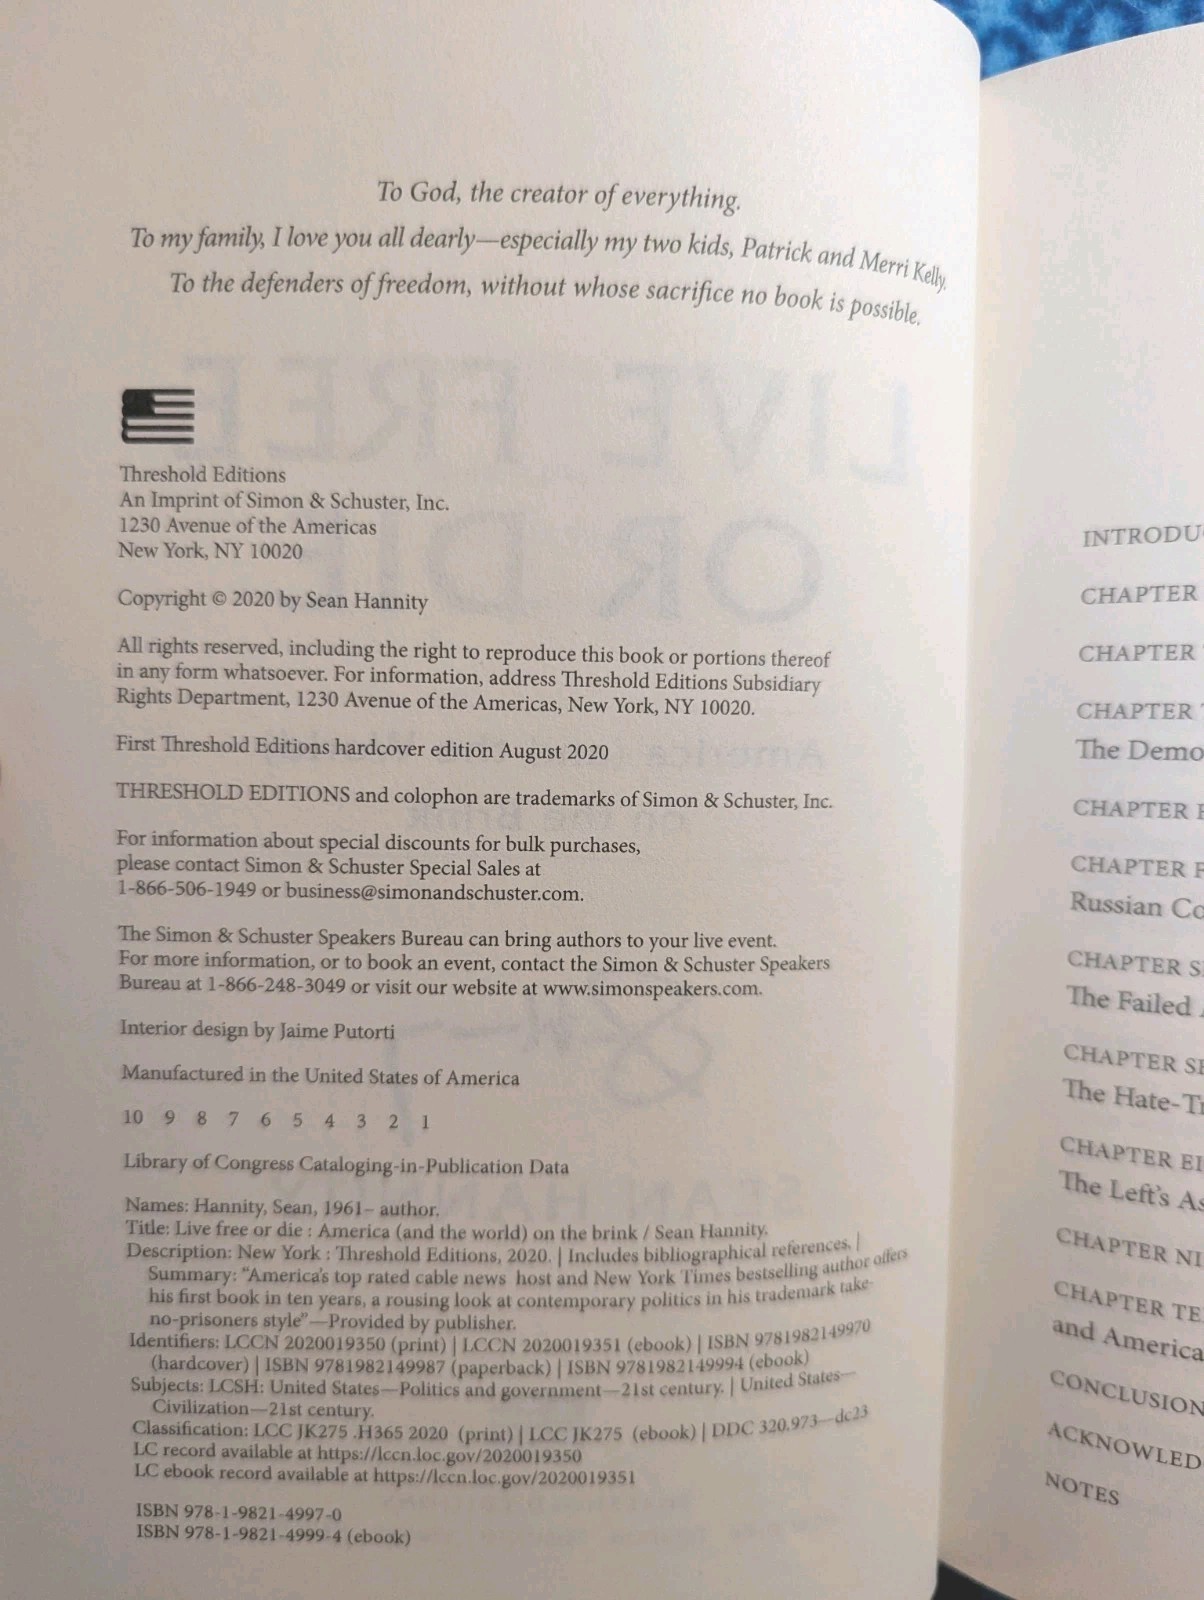 To God, the creator of everything.
To my family, I love you all dearly—especially my two kids, Patrick and Merri Kelly.
To the defenders of freedom, without whose sacrifice no book is possible.
Threshold Editions
An Imprint of Simon & Schuster, Inc.
1230 Avenue of the Americas
New York, NY 10020
Copyright © 2020 by Sean Hannity
All rights reserved, including the right to reproduce this book or portions thereof
in any form whatsoever. For information, address Threshold Editions Subsidiary
Rights Department, 1230 Avenue of the Americas, New York, NY 10020.
First Threshold Editions hardcover edition August 2020
THRESHOLD EDITIONS and colophon are trademarks of Simon & Schuster, Inc.
For information about special discounts for bulk purchases,
please contact Simon & Schuster Special Sales at
1-866-506-1949 or business@simonandschuster.com.
The Simon & Schuster Speakers Bureau can bring authors to your live event.
For more information, or to book an event, contact the Simon & Schuster Speakers
Bureau at 1-866-248-3049 or visit our website at www.simonspeakers.com.
Interior design by Jaime Putorti
Manufactured in the United States of America
10 9 8 7 6 5 4 3 2 1
Library of Congress Cataloging-in-Publication Data
Names: Hannity, Sean, 1961– author.
Title: Live free or die : America (and the world) on the brink / Sean Hannity.
Description: New York : Threshold Editions, 2020. | Includes bibliographical references. |
Summary: “America’s top rated cable news host and New York Times bestselling author offers
his first book in ten years, a rousing look at contemporary politics in his trademark take-
no-prisoners style”—Provided by publisher.
Identifiers: LCCN 2020019350 (print) | LCCN 2020019351 (ebook) | ISBN 9781982149970
(hardcover) | ISBN 9781982149987 (paperback) | ISBN 9781982149994 (ebook)
Subjects: LCSH: United States—Politics and government—21st century. | United States—
Civilization—21st century.
Classification: LCC JK275 .H365 2020 (print) | LCC JK275 (ebook) | DDC 320.973—dc23
LC record available at https://lccn.loc.gov/2020019350
LC ebook record available at https://lccn.loc.gov/2020019351
ISBN 978-1-9821-4997-0
ISBN 978-1-9821-4999-4 (ebook)
INTRODU
CHAPTER
CHAPTER
CHAPTER T
The Demo
CHAPTER F
CHAPTER F
Russian Co
CHAPTER S
The Failed
CHAPTER SE
The Hate-Tr
CHAPTER EI
The Left’s As
CHAPTER NI
CHAPTER TE
and America
CONCLUSION
ACKNOWLED
NOTES